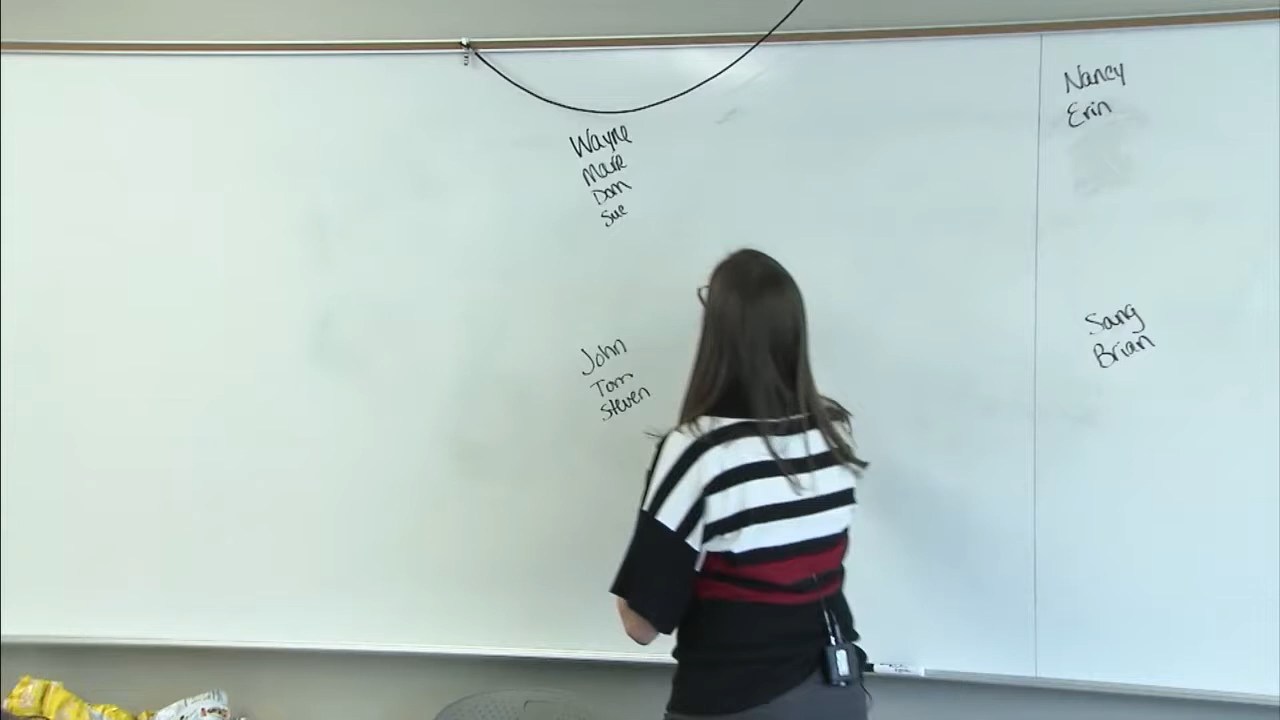 Wayne
Marie
Dom
Sue
John
Tom
Steven
Nancy
Erin
Sang
Brian